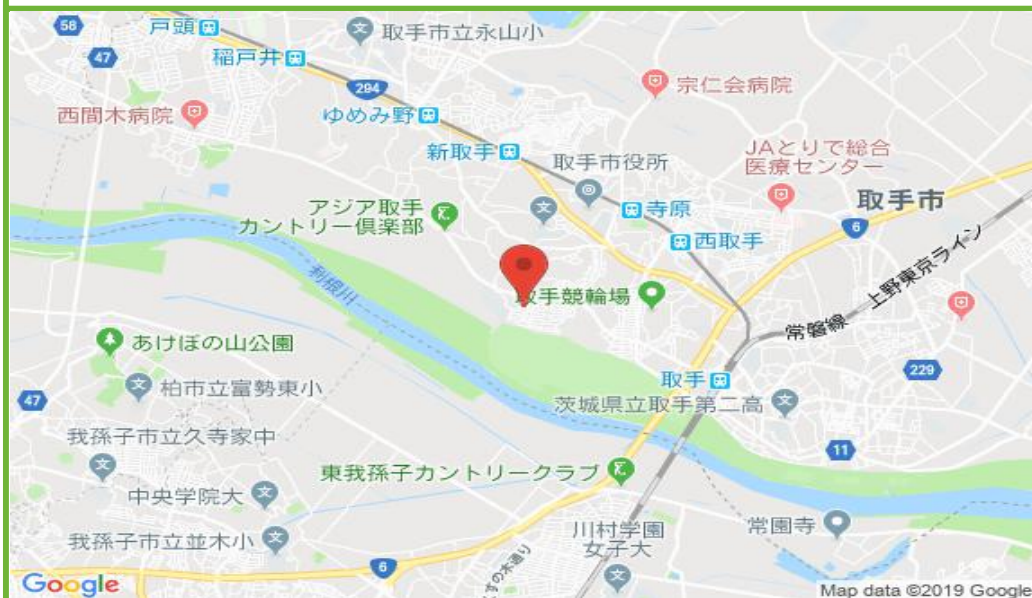 58
戸頭
取手市立永山小
47
稲戸井
294
宗仁会病院
西間木病院
ゆめみ野
新取手
取手市役所
JAとりで総合
医療センター
アジア取手
カントリー倶楽部
寺原
取手市
6
西取手
上野東京ライン
利根川
取手競輪場
常磐線
あけぼの山公園
柏市立富勢東小
取手
229
47
茨城県立取手第二高
我孫子市立久寺家中
11
東我孫子カントリークラブ
中央学院大
川村学園
女子大
常園寺
我孫子市立並木小
6
すの木通り
Google
Map data ©2019 Google